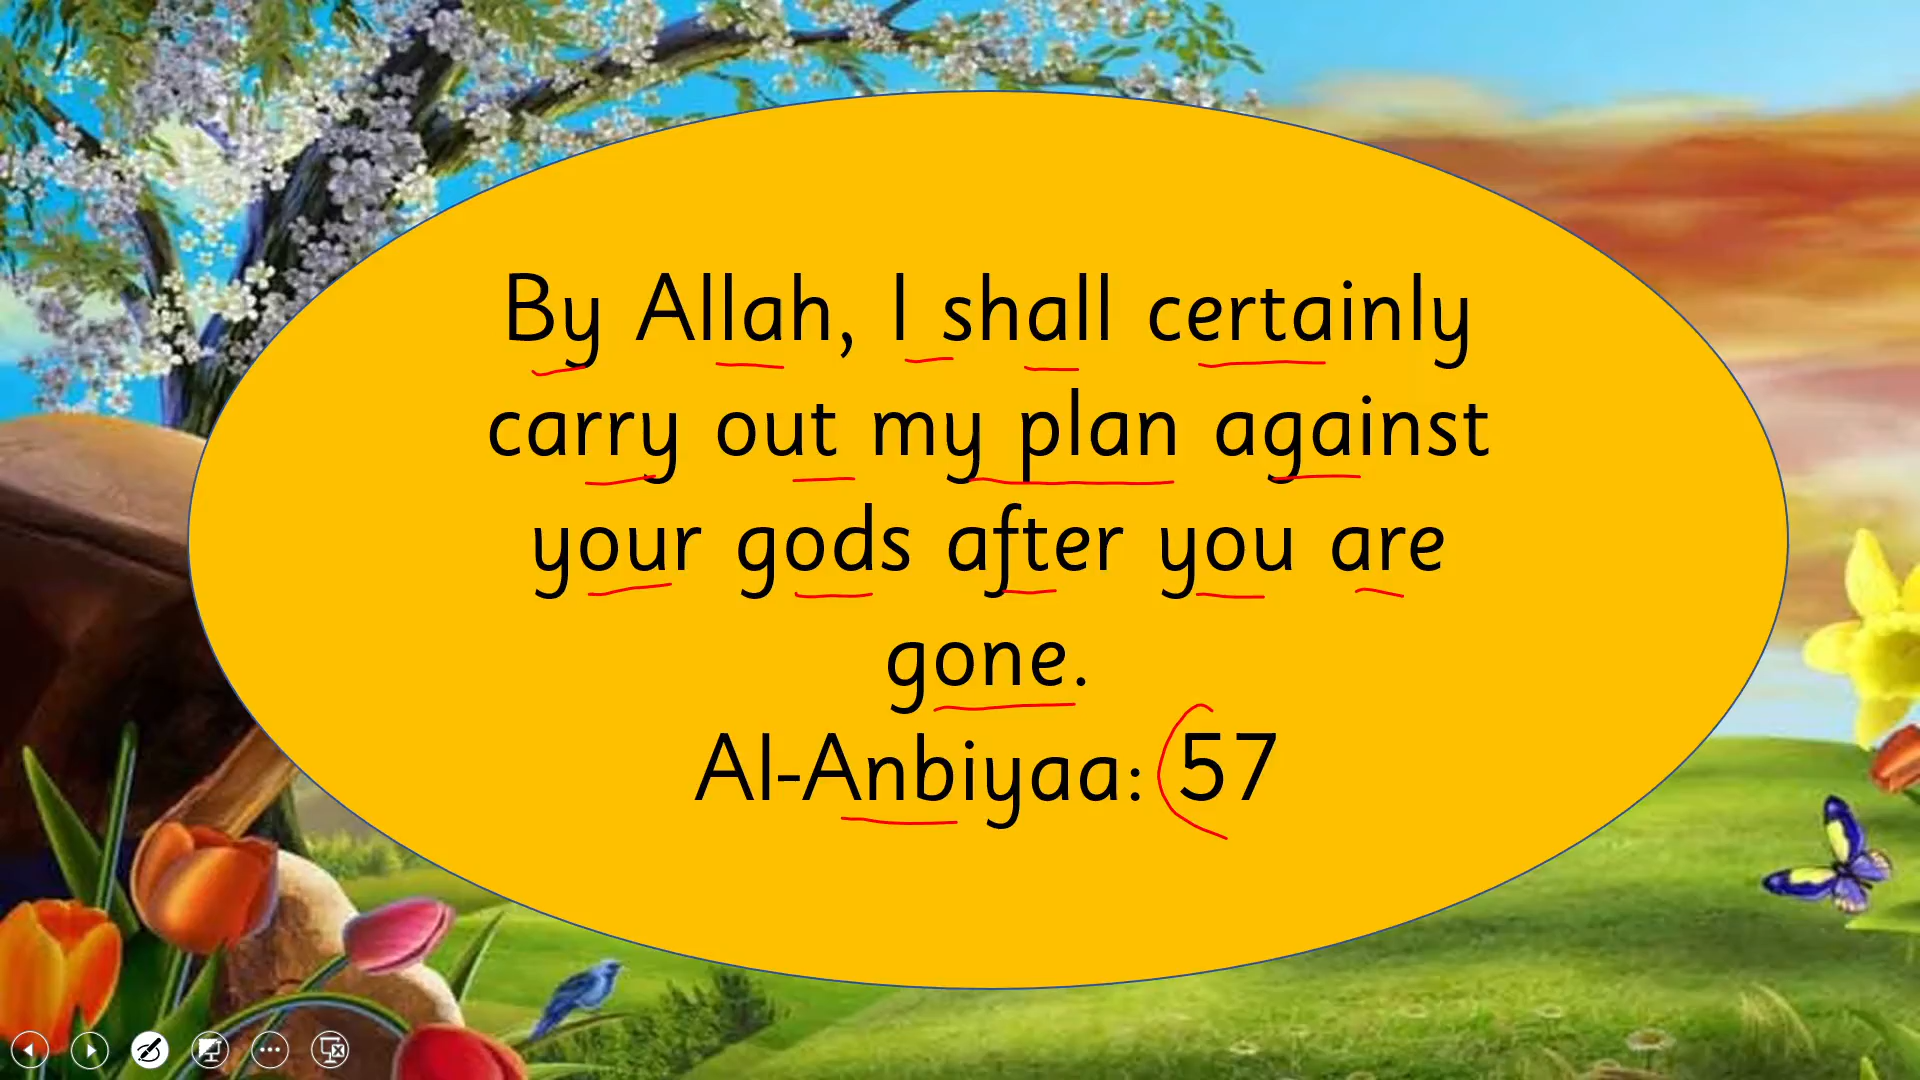 By Allah, I shall certainly
carry out my plan against
your gods after you are
gone.
Al-Anbiyaa: 57